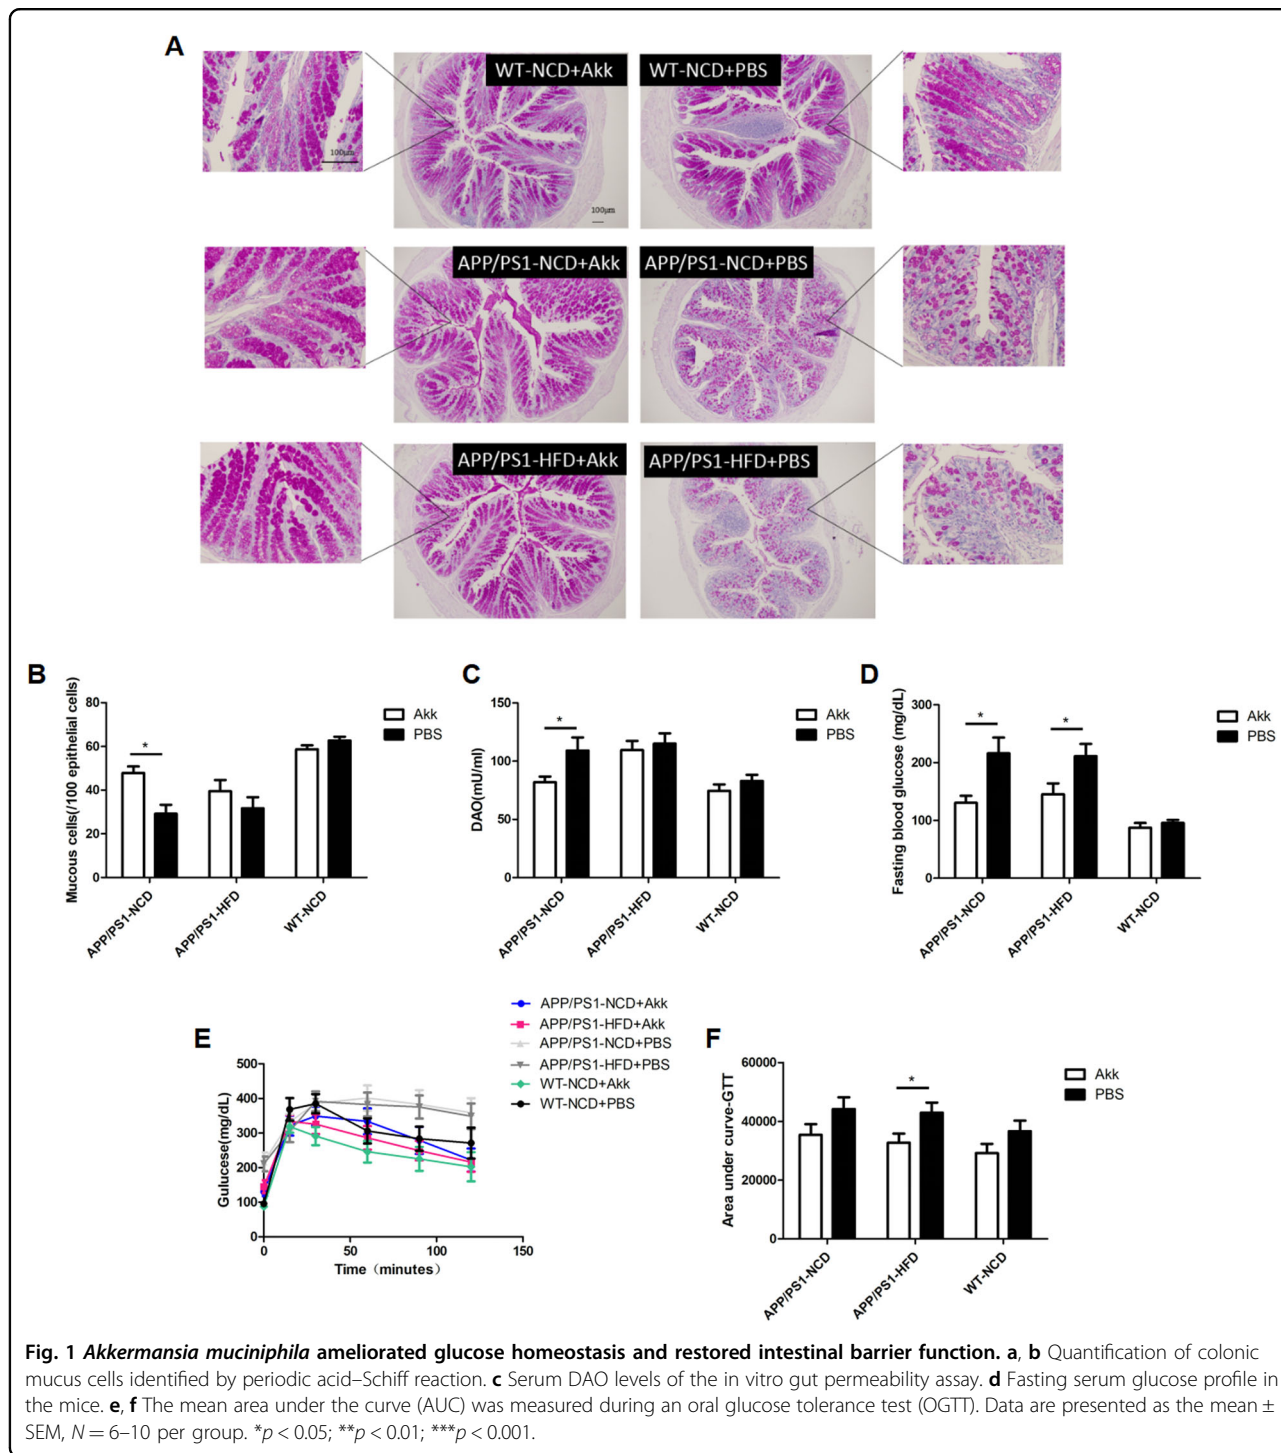 A
WT-NCD+Akk
WT-NCD+PBS
100μm
100μm
APP/PS1-NCD+Akk
APP/PS1-NCD+PBS
APP/PS1-HFD+Akk
APP/PS1-HFD+PBS
B
Mucous cells(/100 epithelial cells)
80
60
40
20
0
*
Akk
PBS
APP/PS1-NCD
APP/PS1-HFD
WT-NCD
C
DAO(mU/ml)
150
100
50
0
*
Akk
PBS
APP/PS1-NCD
APP/PS1-HFD
WT-NCD
D
Fasting blood glucose (mg/dL)
300
200
100
0
*
*
Akk
PBS
APP/PS1-NCD
APP/PS1-HFD
WT-NCD
E
APP/PS1-NCD+Akk
APP/PS1-HFD+Akk
APP/PS1-NCD+PBS
APP/PS1-HFD+PBS
WT-NCD+Akk
WT-NCD+PBS
Gulucese(mg/dL)
500
400
300
200
100
0
0
50
100
150
Time（minutes）
F
Area under curve-GTT
60000
40000
20000
0
*
Akk
PBS
APP/PS1-NCD
APP/PS1-HFD
WT-NCD
Fig. 1 Akkermansia muciniphila ameliorated glucose homeostasis and restored intestinal barrier function. a, b Quantification of colonic
mucus cells identified by periodic acid–Schiff reaction. c Serum DAO levels of the in vitro gut permeability assay. d Fasting serum glucose profile in
the mice. e, f The mean area under the curve (AUC) was measured during an oral glucose tolerance test (OGTT). Data are presented as the mean ±
SEM, N = 6–10 per group. *p < 0.05; **p < 0.01; ***p < 0.001.